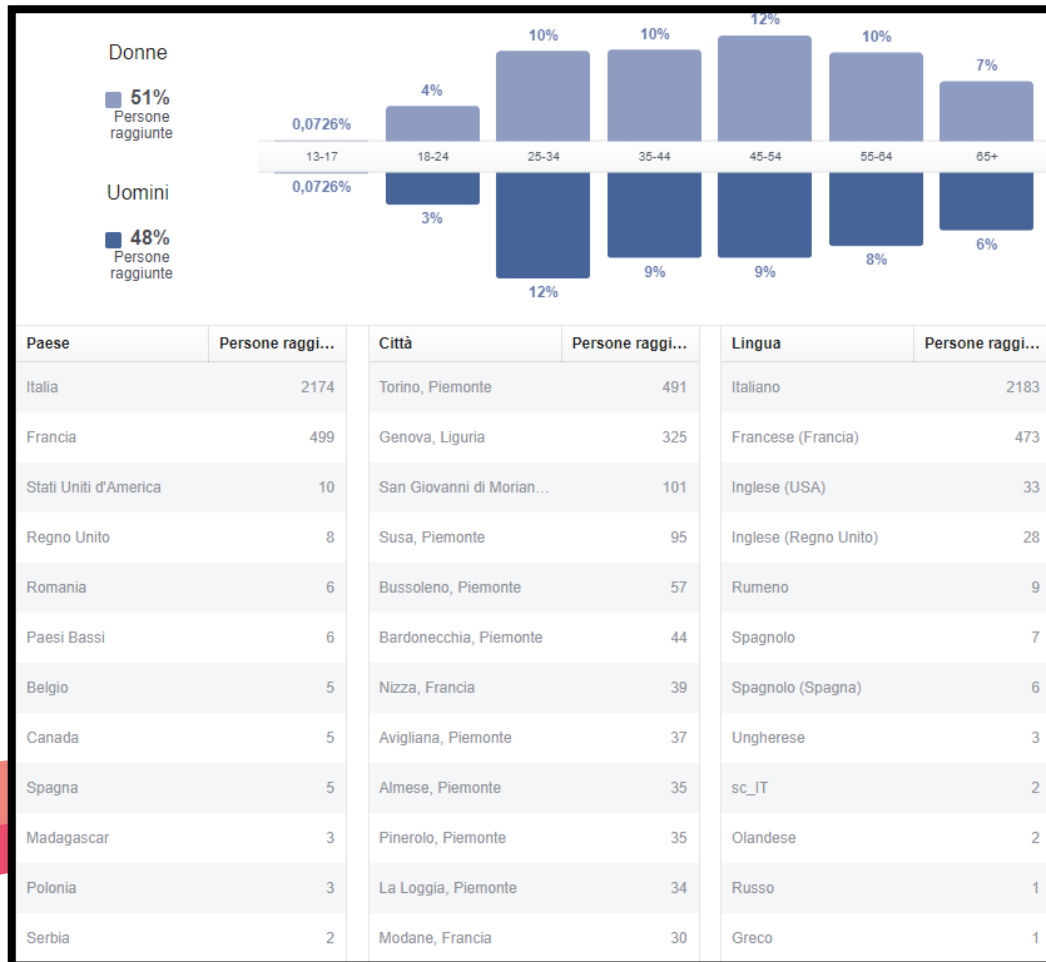 Donne
51%
Persone
raggiunte
0,0726%
4%
10%
10%
12%
10%
7%
13-17
18-24
25-34
35-44
45-54
55-64
65+
Uomini
48%
Persone
raggiunte
0,0726%
3%
12%
9%
9%
8%
6%
Paese Persone raggi... Città Persone raggi... Lingua Persone raggi...
Italia 2174 Torino, Piemonte 491 Italiano 2183
Francia 499 Genova, Liguria 325 Francese (Francia) 473
Stati Uniti d'America 10 San Giovanni di Morian... 101 Inglese (USA) 33
Regno Unito 8 Susa, Piemonte 95 Inglese (Regno Unito) 28
Romania 6 Bussoleno, Piemonte 57 Rumeno 9
Paesi Bassi 6 Bardonecchia, Piemonte 44 Spagnolo 7
Belgio 5 Nizza, Francia 39 Spagnolo (Spagna) 6
Canada 5 Avigliana, Piemonte 37 Ungherese 3
Spagna 5 Almese, Piemonte 35 sc_IT 2
Madagascar 3 Pinerolo, Piemonte 35 Olandese 2
Polonia 3 La Loggia, Piemonte 34 Russo 1
Serbia 2 Modane, Francia 30 Greco 1